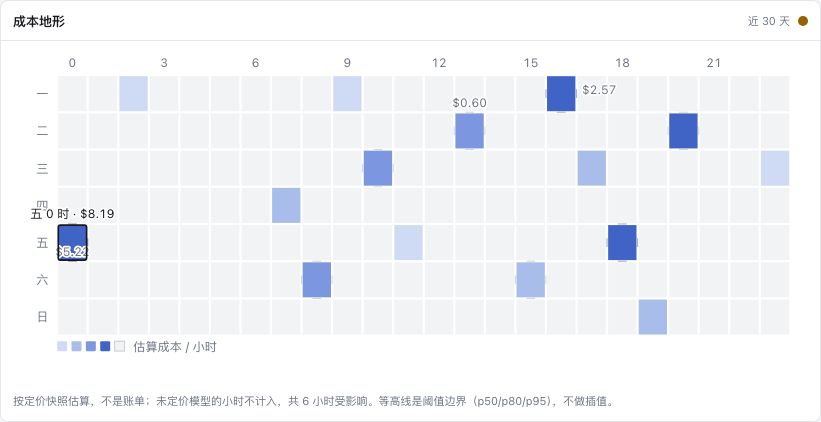 成本地形
近 30 天
0 3 6 9 12 15 18 21
一
$2.57
$0.60
二
三
四
五 0 时 · $8.19
五
$5.22
六
日
估算成本 / 小时
按定价快照估算，不是账单；未定价模型的小时不计入，共 6 小时受影响。等高线是阈值边界（p50/p80/p95），不做插值。